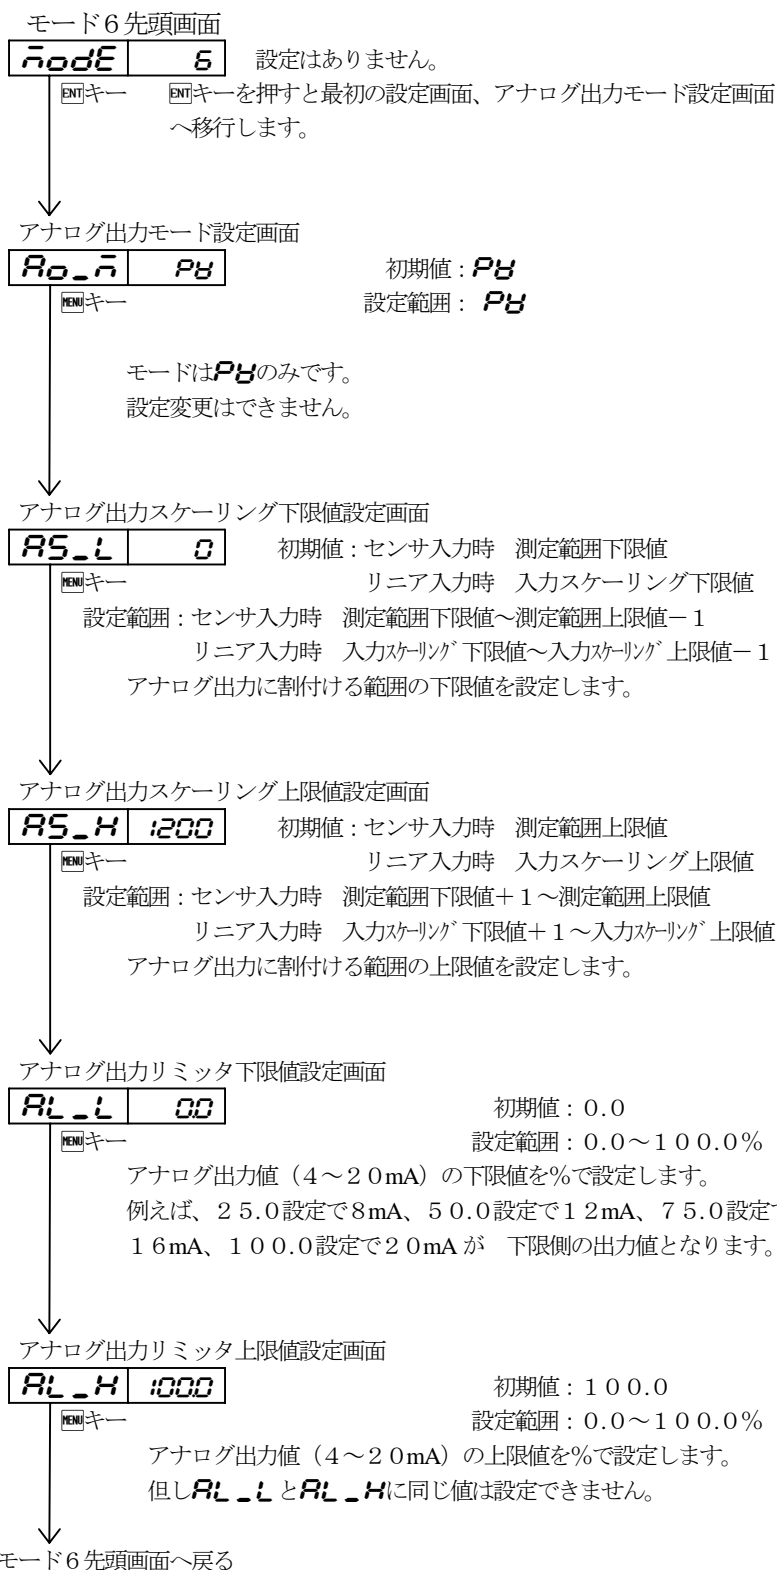 モード６先頭画面
modE 6 設定はありません。
ENTキー ENTキーを押すと最初の設定画面、アナログ出力モード設定画面
へ移行します。
アナログ出力モード設定画面
Ao_m PV 初期値：PV
MENUキー 設定範囲： PV
モードはPVのみです。
設定変更はできません。
アナログ出力スケーリング下限値設定画面
AS_L 0 初期値：センサ入力時 測定範囲下限値
MENUキー リニア入力時 入力スケーリング下限値
設定範囲：センサ入力時 測定範囲下限値～測定範囲上限値－１
リニア入力時 入力ｽｹｰﾘﾝｸﾞ下限値～入力ｽｹｰﾘﾝｸﾞ上限値－１
アナログ出力に割付ける範囲の下限値を設定します。
アナログ出力スケーリング上限値設定画面
AS_H 1200 初期値：センサ入力時 測定範囲上限値
MENUキー リニア入力時 入力スケーリング上限値
設定範囲：センサ入力時 測定範囲下限値＋１～測定範囲上限値
リニア入力時 入力ｽｹｰﾘﾝｸﾞ下限値＋１～入力ｽｹｰﾘﾝｸﾞ上限値
アナログ出力に割付ける範囲の上限値を設定します。
アナログ出力リミッタ下限値設定画面
AL_L 0.0 初期値：０.０
MENUキー 設定範囲：０.０～１００.０％
アナログ出力値（４～２０mA）の下限値を％で設定します。
例えば、２５.０設定で８mA、５０.０設定で１２mA、７５.０設定で
１６mA、１００.０設定で２０mA が 下限側の出力値となります。
アナログ出力リミッタ上限値設定画面
AL_H 100.0 初期値：１００.０
MENUキー 設定範囲：０.０～１００.０％
アナログ出力値（４～２０mA）の上限値を％で設定します。
但しAL_LとAL_Hに同じ値は設定できません。
モード６先頭画面へ戻る